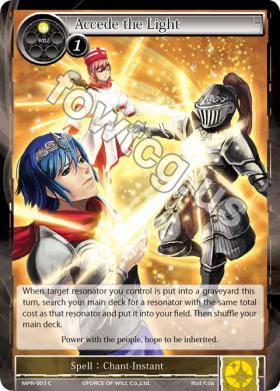 Accede the Light
1
fowtcg.us
When target resonator you control is put into a graveyard this
turn, search your main deck for a resonator with the same total
cost as that resonator and put it into your field. Then shuffle your
main deck.
Power with the people, hope to be inherited.
MPR-003 C
©FORCE OF WILL Co.,Ltd.
Spell : Chant-Instant